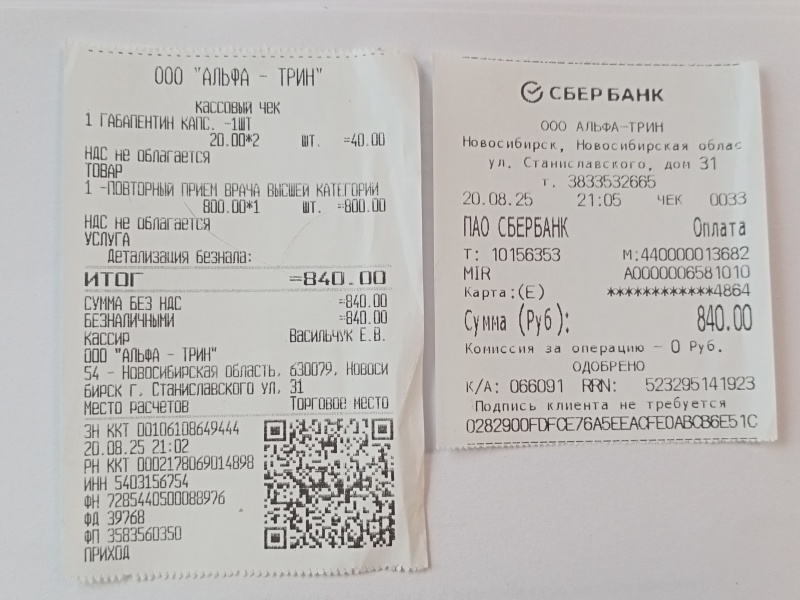 ООО "АЛЬФА - ТРИН"
КАССОВЫЙ ЧЕК
1 ГАБАПЕНТИН КАПС. -1ШТ
20.00*2 ШТ. =40.00
НДС НЕ ОБЛАГАЕТСЯ
ТОВАР
1 -ПОВТОРНЫЙ ПРИЕМ ВРАЧА ВЫСШЕЙ КАТЕГОРИИ
800.00*1 ШТ. =800.00
НДС НЕ ОБЛАГАЕТСЯ
УСЛУГА
Детализация безнала:
ИТОГ =840.00
СУММА БЕЗ НДС =840.00
БЕЗНАЛИЧНЫМИ =840.00
КАССИР Васильчук Е.В.
ООО "АЛЬФА - ТРИН"
54 - Новосибирская область, 630079, Новоси
бирск г, Станиславского ул, 31
МЕСТО РАСЧЕТОВ Торговое место
ЗН ККТ 00106108649444
20.08.25 21:02
РН ККТ 0002178069014898
ИНН 5403156754
ФН 7285440500088976
ФД 39768
ФП 3583560350
ПРИХОД
СБЕР БАНК
ООО АЛЬФА-ТРИН
Новосибирск, Новосибирская облас
ул. Станиславского, дом 31
т. 3833532665
20.08.25 21:05 ЧЕК 0033
ПАО СБЕРБАНК Оплата
Т: 10156353 М:440000013682
MIR A0000006581010
Карта:(E) ************4864
Сумма (Руб): 840.00
Комиссия за операцию - 0 Руб.
ОДОБРЕНО
К/А: 066091 RRN: 523295141923
Подпись клиента не требуется
0282900FDFCE76A5EEACFE0ABCB6E51C